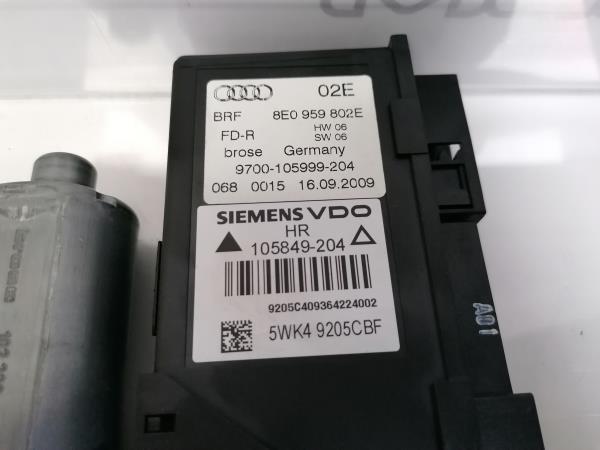 02E
BRF 8E0 959 802E
FD-R HW 06
SW 06
brose Germany
9700-105999-204
068 0015 16.09.2009
SIEMENS VDO
HR
105849-204
9205C409364224002
5WK4 9205CBF
A01